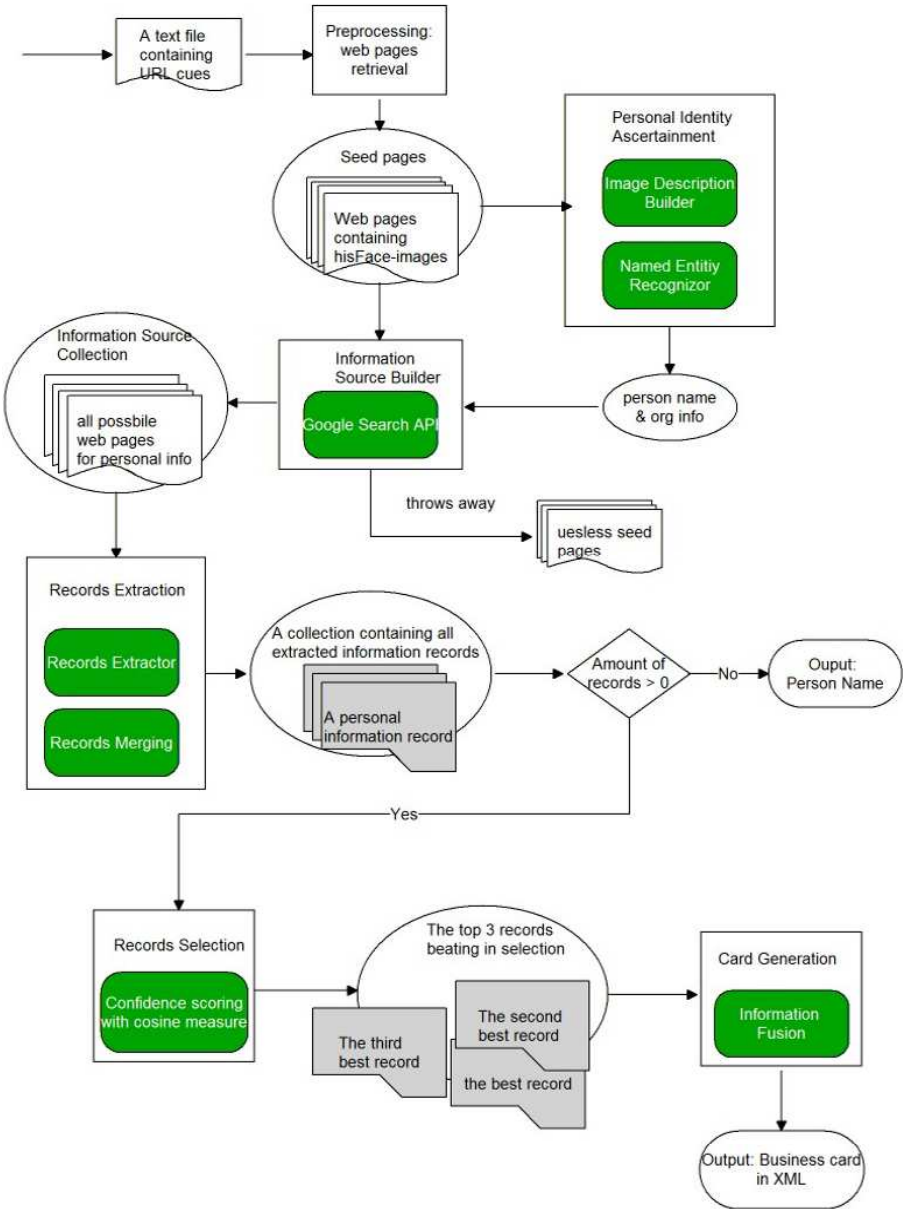 A text file
containing
URL cues
Preprocessing:
web pages
retrieval
Seed pages
Web pages
containing
hisFace-images
Personal Identity
Ascertainment
Image Description
Builder
Named Entitiy
Recognizor
Information Source
Collection
all possbile
web pages
for personal info
Information
Source Builder
Google Search API
person name
& org info
throws away
uesless seed
pages
Records Extraction
Records Extractor
Records Merging
A collection containing all
extracted information records
A personal
information record
Amount of
records > 0
No
Ouput:
Person Name
Yes
Records Selection
Confidence scoring
with cosine measure
The top 3 records
beating in selection
The third
best record
The second
best record
the best record
Card Generation
Information
Fusion
Output: Business card
in XML